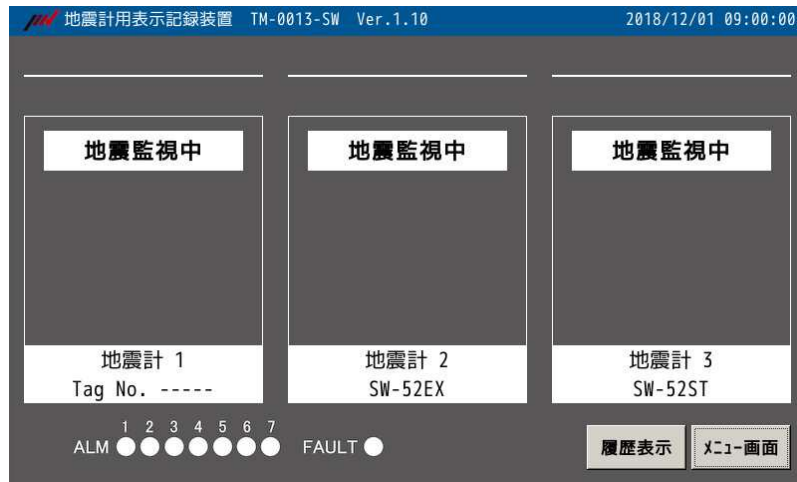 地震計用表示記録装置 TM-0013-SW Ver.1.10 2018/12/01 09:00:00
地震監視中 地震監視中 地震監視中
地震計 1 地震計 2 地震計 3
Tag No. ----- SW-52EX SW-52ST
1 2 3 4 5 6 7
ALM FAULT 履歴表示 ﾒﾆｭｰ画面